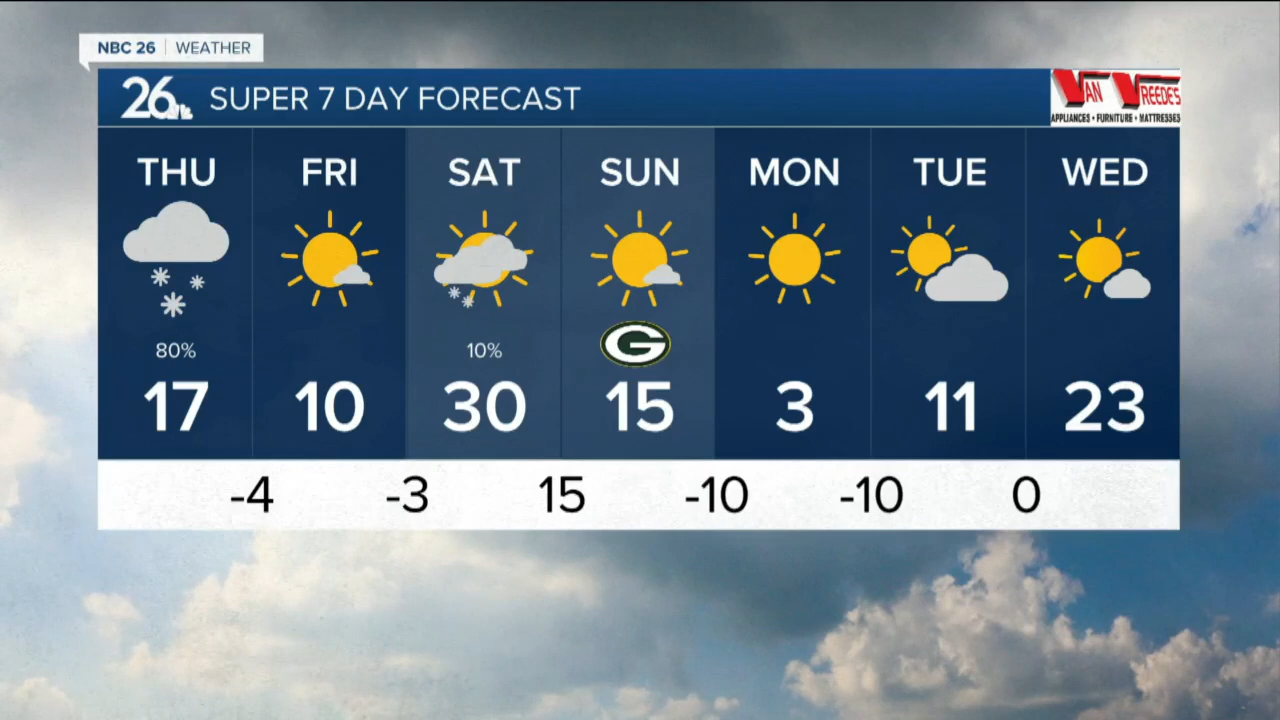 NBC 26 | WEATHER
26 SUPER 7 DAY FORECAST
VAN VREEDE'S
APPLIANCES • FURNITURE • MATTRESSES
THU FRI SAT SUN MON TUE WED
G
80% 10%
17 10 30 15 3 11 23
-4 -3 15 -10 -10 0